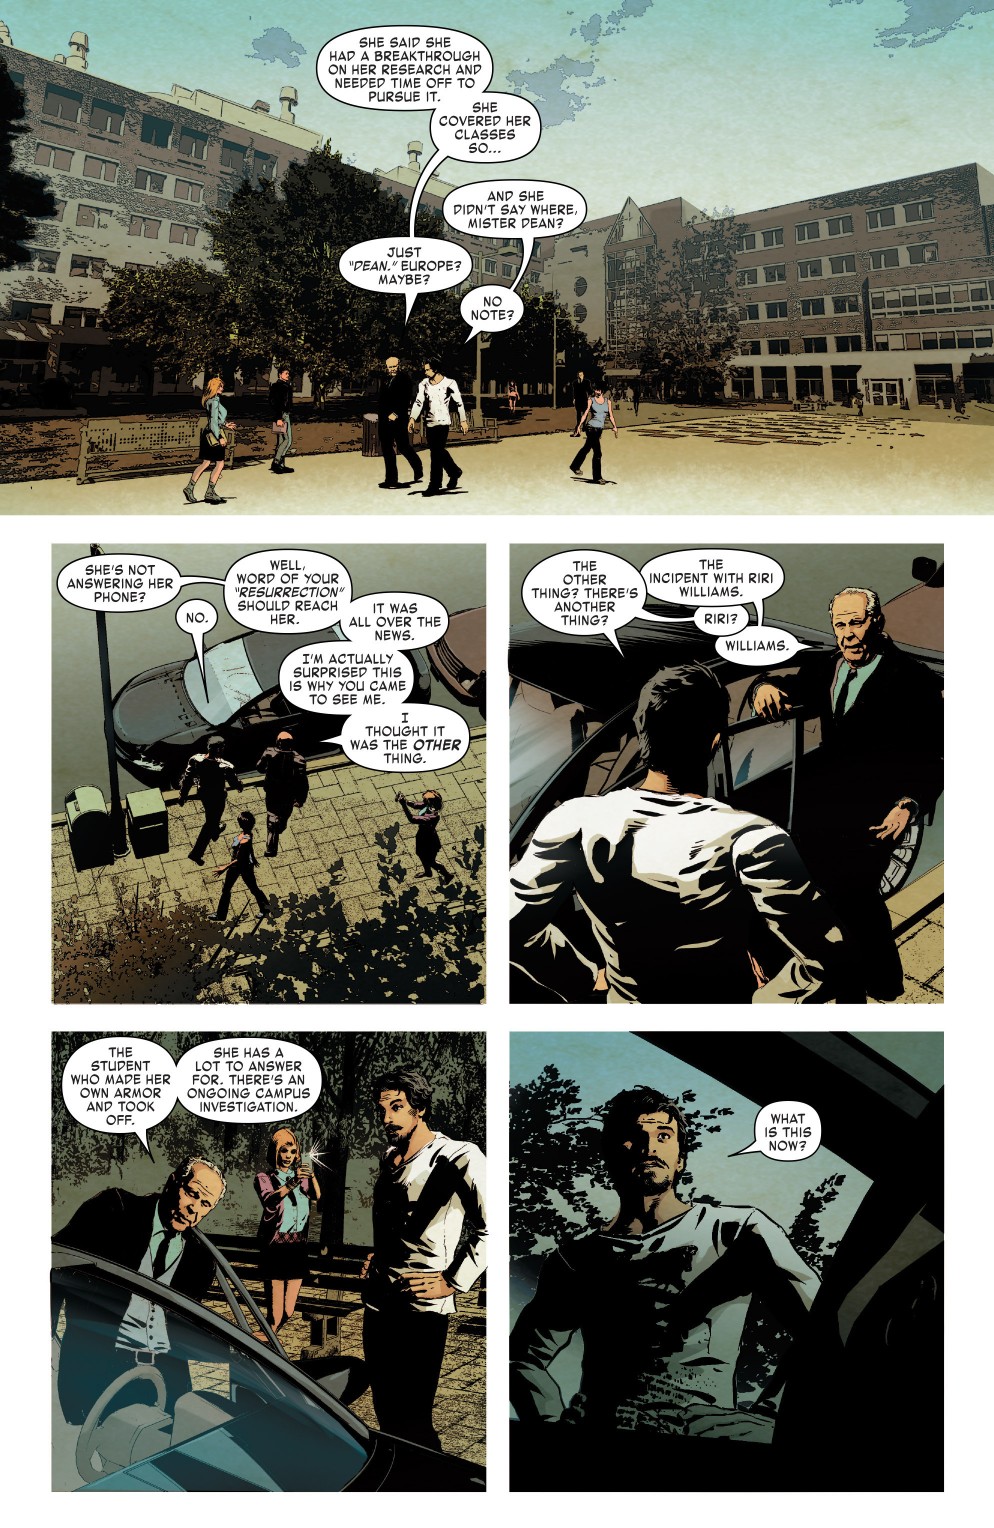 SHE SAID SHE
HAD A BREAKTHROUGH
ON HER RESEARCH AND
NEEDED TIME OFF TO
PURSUE IT.
SHE
COVERED HER
CLASSES
SO...
AND SHE
DIDN'T SAY WHERE,
MISTER DEAN?
JUST
"DEAN." EUROPE?
MAYBE?
NO
NOTE?
SHE'S NOT
ANSWERING HER
PHONE?
NO.
WELL,
WORD OF YOUR
"RESURRECTION"
SHOULD REACH
HER.
IT WAS
ALL OVER THE
NEWS.
I'M ACTUALLY
SURPRISED THIS
IS WHY YOU CAME
TO SEE ME.
I
THOUGHT IT
WAS THE OTHER
THING.
THE
OTHER
THING? THERE'S
ANOTHER
THING?
THE
INCIDENT WITH RIRI
WILLIAMS.
RIRI?
WILLIAMS.
THE
STUDENT
WHO MADE HER
OWN ARMOR
AND TOOK
OFF.
SHE HAS A
LOT TO ANSWER
FOR. THERE'S AN
ONGOING CAMPUS
INVESTIGATION.
WHAT
IS THIS
NOW?